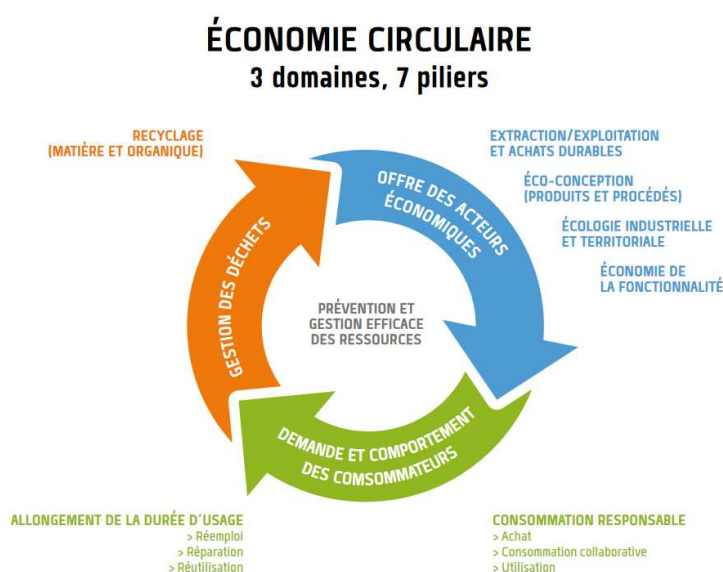 ÉCONOMIE CIRCULAIRE
3 domaines, 7 piliers
RECYCLAGE
(MATIÈRE ET ORGANIQUE)
EXTRACTION/EXPLOITATION
ET ACHATS DURABLES
ÉCO-CONCEPTION
(PRODUITS ET PROCÉDÉS)
ÉCOLOGIE INDUSTRIELLE
ET TERRITORIALE
ÉCONOMIE DE
LA FONCTIONNALITÉ
OFFRE DES ACTEURS
ÉCONOMIQUES
GESTION DES DÉCHETS
PRÉVENTION ET
GESTION EFFICACE
DES RESSOURCES
DEMANDE ET COMPORTEMENT
DES COMSOMMATEURS
ALLONGEMENT DE LA DURÉE D'USAGE
> Réemploi
> Réparation
> Réutilisation
CONSOMMATION RESPONSABLE
> Achat
> Consommation collaborative
> Utilisation